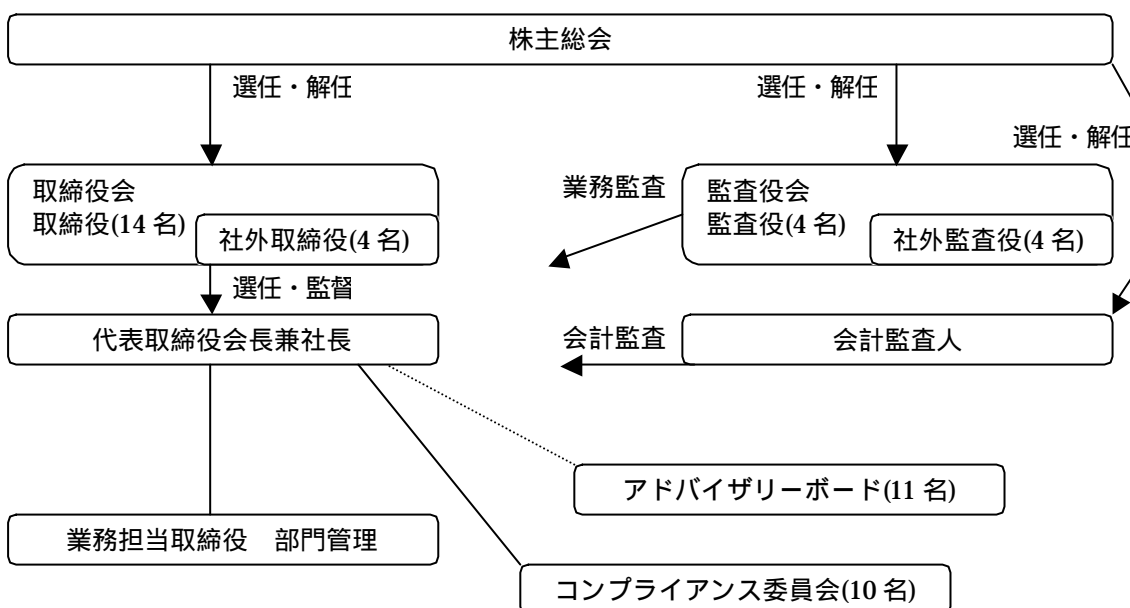 株主総会
選任・解任
選任・解任
選任・解任
取締役会
取締役(14 名)
社外取締役(4 名)
業務監査
監査役会
監査役(4 名)
社外監査役(4 名)
選任・監督
代表取締役会長兼社長
会計監査
会計監査人
アドバイザリーボード(11 名)
業務担当取締役　部門管理
コンプライアンス委員会(10 名)